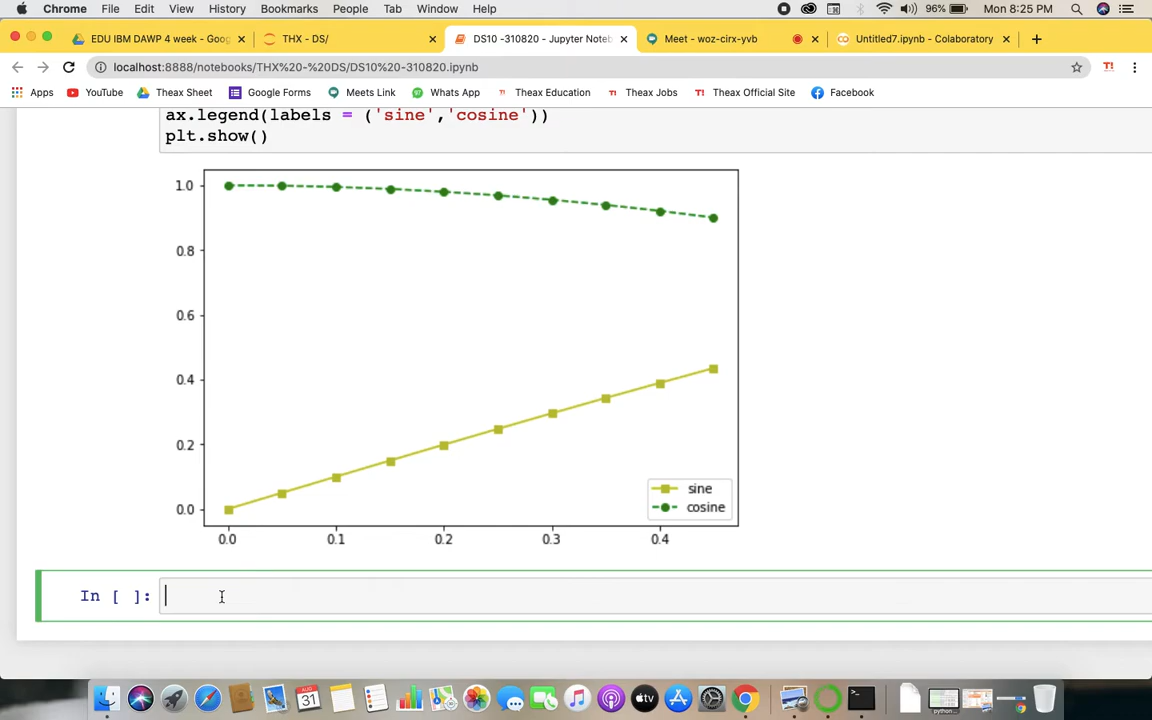 Chrome File Edit View History Bookmarks People Tab Window Help 96% Mon 8:25 PM
EDU IBM DAWP 4 week - Goog THX - DS/ DS10 -310820 - Jupyter Noteb Meet - woz-cirx-yvb Untitled7.ipynb - Colaboratory
localhost:8888/notebooks/THX%20-%20DS/DS10%20-310820.ipynb T!
Apps YouTube Theax Sheet Google Forms Meets Link Whats App T! Theax Education T! Theax Jobs T! Theax Official Site Facebook
ax.legend(labels = ('sine','cosine'))
plt.show()
1.0
0.8
0.6
0.4
0.2
0.0
sine
cosine
0.0 0.1 0.2 0.3 0.4
In [ ]:
AUG
31
tv
python